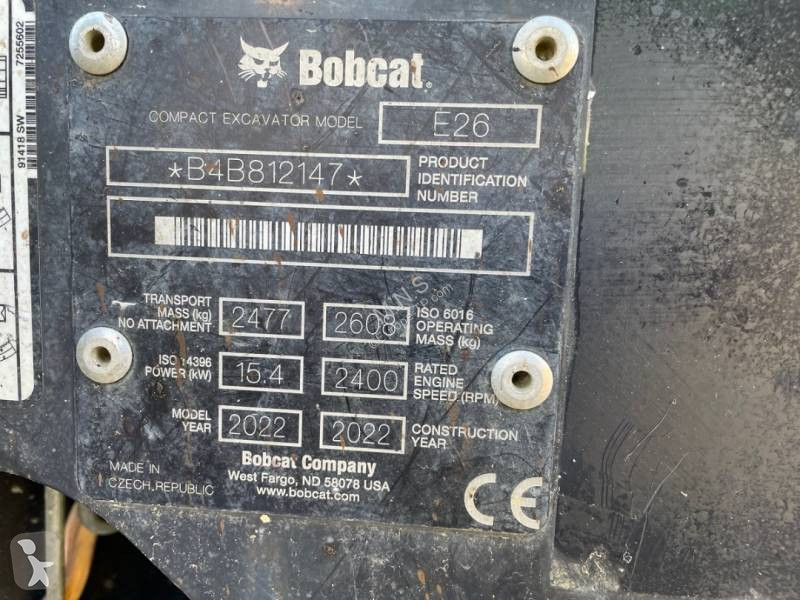 7255602
91418 SW
Bobcat®
COMPACT EXCAVATOR MODEL E26
*B4B812147* PRODUCT IDENTIFICATION NUMBER
TRANSPORT MASS (kg) NO ATTACHMENT 2477
2608 ISO 6016 OPERATING MASS (kg)
ISO 14396 POWER (kW) 15.4
2400 RATED ENGINE SPEED (RPM)
MODEL YEAR 2022
2022 CONSTRUCTION YEAR
MADE IN CZECH REPUBLIC
Bobcat Company
West Fargo, ND 58078 USA
www.bobcat.com
CE